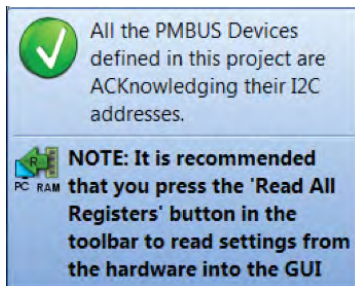 All the PMBUS Devices
defined in this project are
ACKnowledging their I2C
addresses.
NOTE: It is recommended
that you press the 'Read All
Registers' button in the
toolbar to read settings from
the hardware into the GUI
R
PC RAM